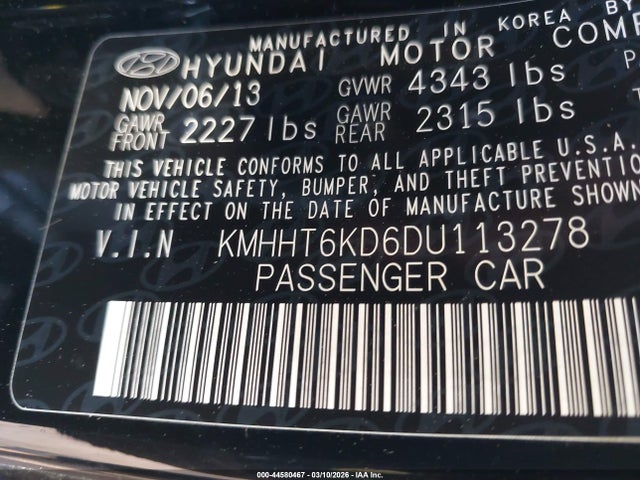 MANUFACTURED IN KOREA BY
HYUNDAI MOTOR COMP
NOV/06/13 GVWR 4343 lbs
GAWR FRONT 2227 lbs GAWR REAR 2315 lbs
THIS VEHICLE CONFORMS TO ALL APPLICABLE U.S.A.
MOTOR VEHICLE SAFETY, BUMPER, AND THEFT PREVENTION
IN EFFECT ON THE DATE OF MANUFACTURE SHOWN
V.I.N KMHHT6KD6DU113278
PASSENGER CAR
000-44580467 - 03/10/2026 - IAA Inc.